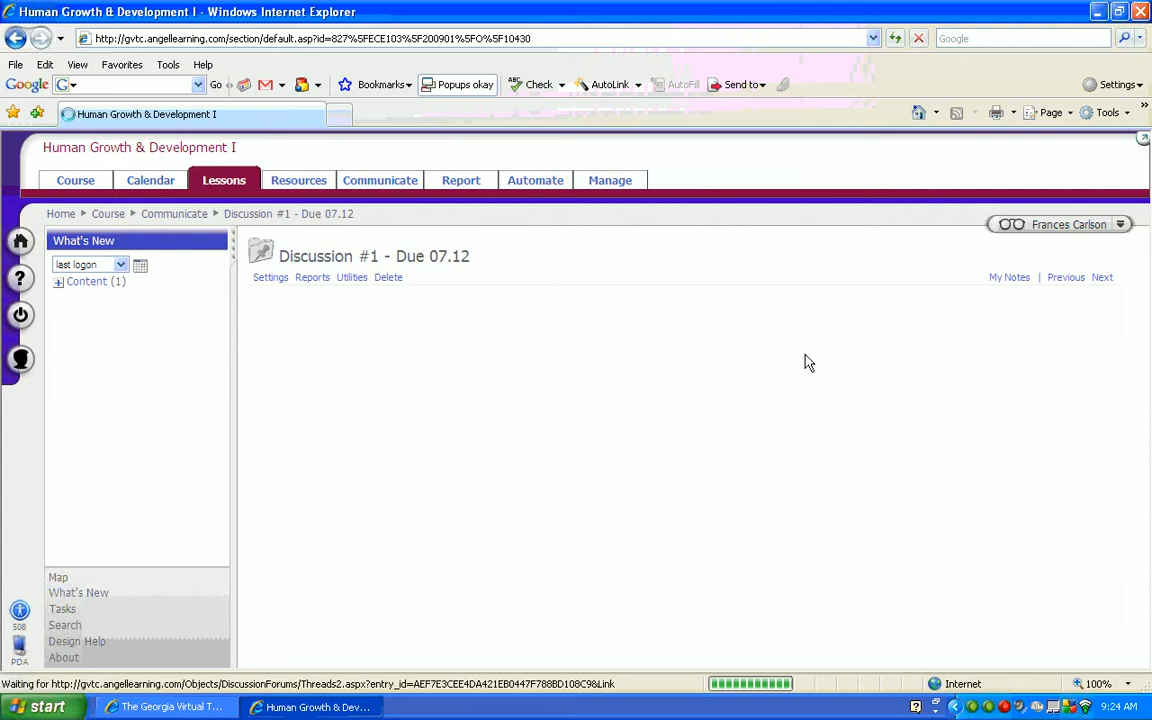 Human Growth & Development I - Windows Internet Explorer
http://gvtc.angellearning.com/section/default.asp?id=827%5FECE103%5F200901%5FO%5F10430
Google
File Edit View Favorites Tools Help
Google G Go Bookmarks Popups okay Check AutoLink AutoFill Send to Settings
Human Growth & Development I
Page Tools
Human Growth & Development I
Course Calendar Lessons Resources Communicate Report Automate Manage
Home Course Communicate Discussion #1 - Due 07.12
Frances Carlson
What's New
last logon
Content (1)
Discussion #1 - Due 07.12
Settings Reports Utilities Delete
My Notes | Previous Next
Map
What's New
Tasks
Search
Design Help
About
508
PDA
Waiting for http://gvtc.angellearning.com/Objects/DiscussionForums/Threads2.aspx?entry_id=AEF7E3CEE4DA421EB0447F788BD108C9&Link
Internet
100%
start
The Georgia Virtual T...
Human Growth & Dev...
9:24 AM